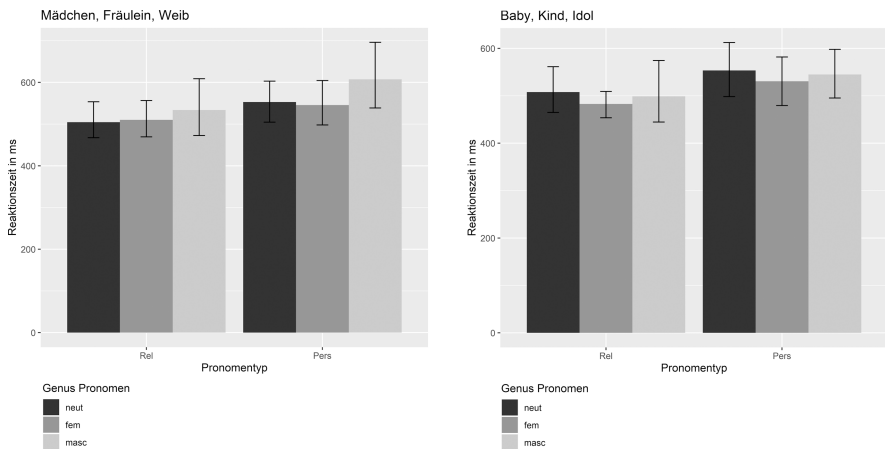 Mädchen, Fräulein, Weib
600
400
200
0
Reaktionszeit in ms
Rel
Pers
Pronomentyp
Genus Pronomen
neut
fem
masc
Baby, Kind, Idol
600
400
200
0
Reaktionszeit in ms
Rel
Pers
Pronomentyp
Genus Pronomen
neut
fem
masc